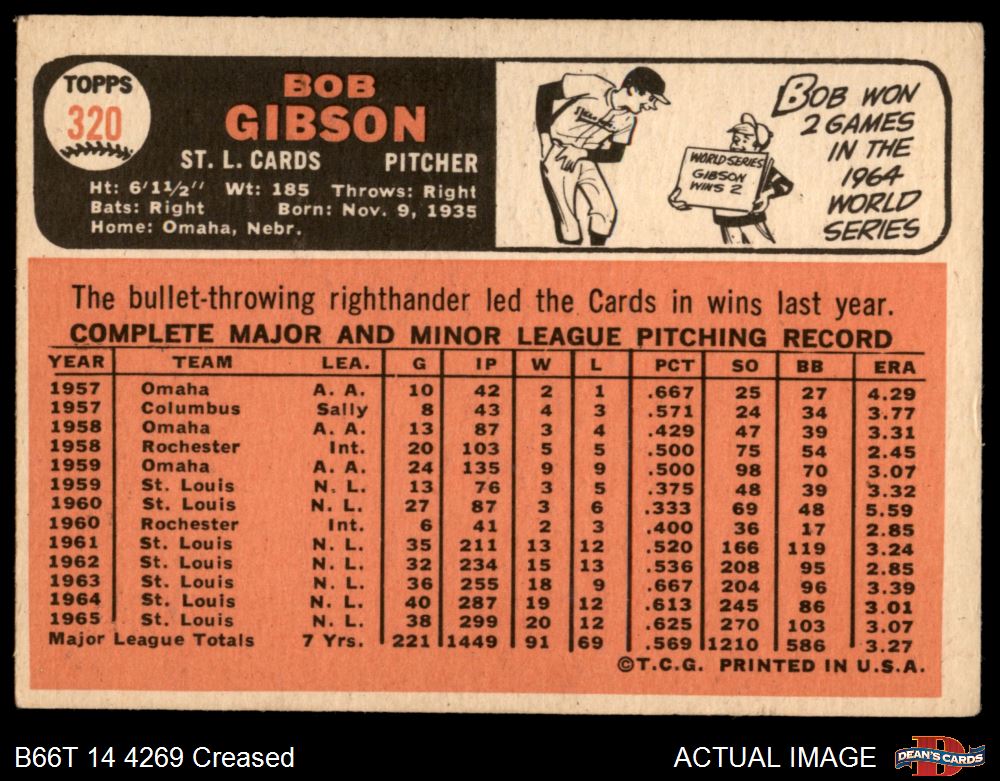 TOPPS
320
BOB
GIBSON
ST. L. CARDS PITCHER
Ht: 6'11/2" Wt: 185 Throws: Right
Bats: Right Born: Nov. 9, 1935
Home: Omaha, Nebr.
WORLD SERIES
GIBSON
WINS 2
BOB WON
2 GAMES
IN THE
1964
WORLD
SERIES
The bullet-throwing righthander led the Cards in wins last year.
COMPLETE MAJOR AND MINOR LEAGUE PITCHING RECORD
YEAR TEAM LEA. G IP W L PCT SO BB ERA
1957 Omaha A. A. 10 42 2 1 .667 25 27 4.29
1957 Columbus Sally 8 43 4 3 .571 24 34 3.77
1958 Omaha A. A. 13 87 3 4 .429 47 39 3.31
1958 Rochester Int. 20 103 5 5 .500 75 54 2.45
1959 Omaha A. A. 24 135 9 9 .500 98 70 3.07
1959 St. Louis N. L. 13 76 3 5 .375 48 39 3.32
1960 St. Louis N. L. 27 87 3 6 .333 69 48 5.59
1960 Rochester Int. 6 41 2 3 .400 36 17 2.85
1961 St. Louis N. L. 35 211 13 12 .520 166 119 3.24
1962 St. Louis N. L. 32 234 15 13 .536 208 95 2.85
1963 St. Louis N. L. 36 255 18 9 .667 204 96 3.39
1964 St. Louis N. L. 40 287 19 12 .613 245 86 3.01
1965 St. Louis N. L. 38 299 20 12 .625 270 103 3.07
Major League Totals 7 Yrs. 221 1449 91 69 .569 1210 586 3.27
©T.C.G. PRINTED IN U.S.A.
B66T 14 4269 Creased
ACTUAL IMAGE
DEAN'S CARDS